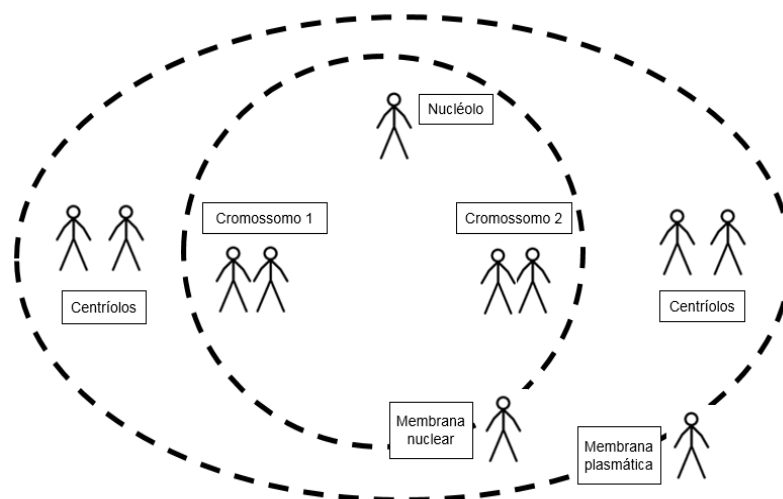 Nucléolo
Cromossomo 1
Cromossomo 2
Centríolos
Centríolos
Membrana
nuclear
Membrana
plasmática